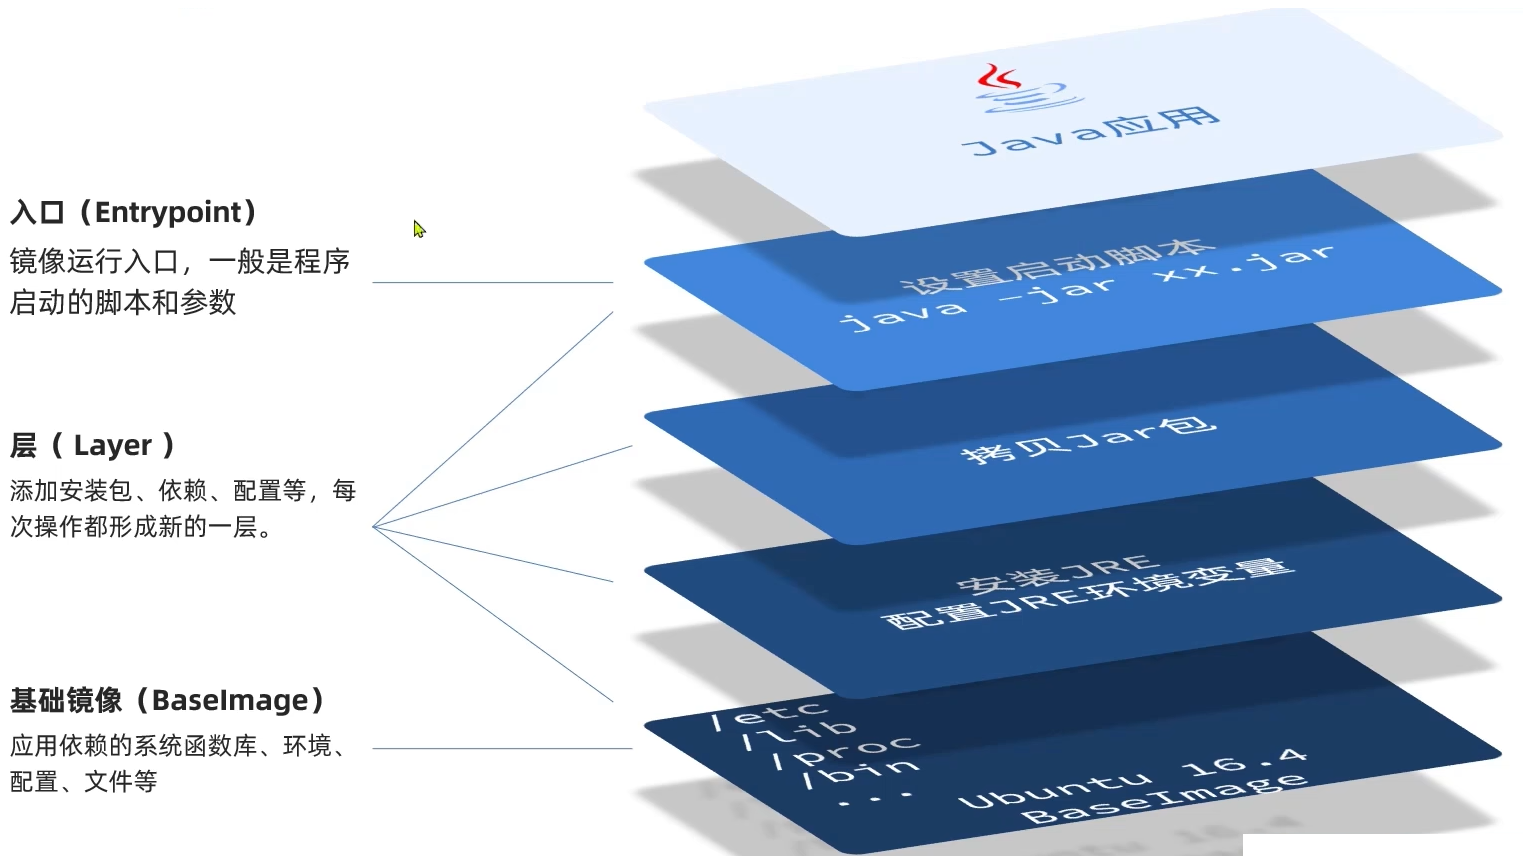 入口（Entrypoint）
镜像运行入口，一般是程序
启动的脚本和参数
层（ Layer ）
添加安装包、依赖、配置等，每
次操作都形成新的一层。
基础镜像（BaseImage）
应用依赖的系统函数库、环境、
配置、文件等
Java应用
设置启动脚本
java -jar xx.jar
拷贝Jar包
安装JRE
配置JRE环境变量
/etc
/lib
/proc
/bin
...
Ubuntu 16.4
BaseImage